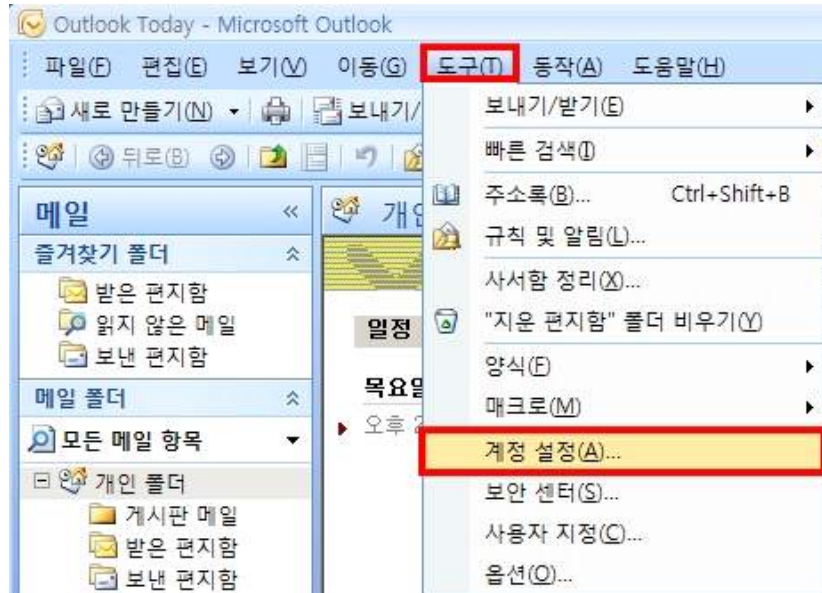 Outlook Today - Microsoft Outlook
파일(F) 편집(E) 보기(V) 이동(G) 도구(T) 동작(A) 도움말(H)
새로 만들기(N) 보내기/
뒤로(B)
메일
즐겨찾기 폴더
받은 편지함
읽지 않은 메일
보낸 편지함
메일 폴더
모든 메일 항목
개인 폴더
게시판 메일
받은 편지함
보낸 편지함
일정
오후
보내기/받기(E)
빠른 검색(I)
주소록(B)... Ctrl+Shift+B
규칙 및 알림(L)...
사서함 정리(X)...
"지운 편지함" 폴더 비우기(Y)
양식(F)
매크로(M)
계정 설정(A)...
보안 센터(S)...
사용자 지정(C)...
옵션(O)...